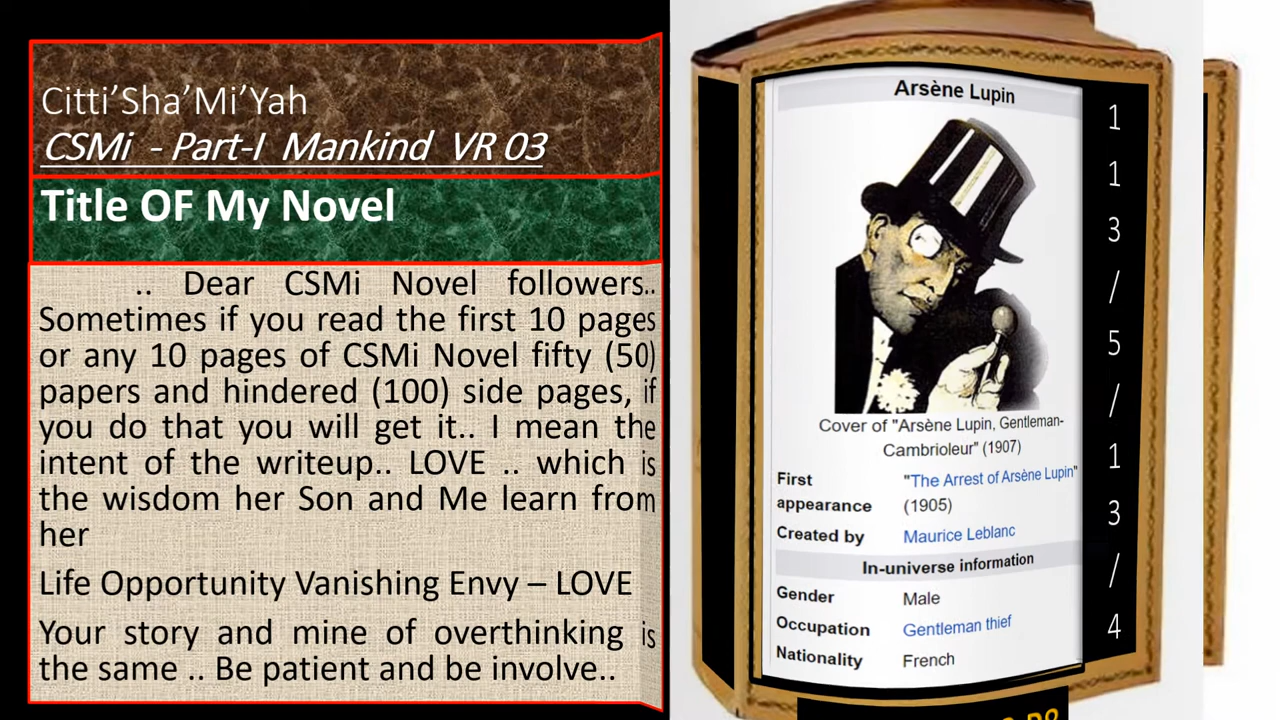 Citti’Sha’Mi’Yah
CSMi - Part-I Mankind VR 03
Title OF My Novel
.. Dear CSMi Novel followers..
Sometimes if you read the first 10 pages
or any 10 pages of CSMi Novel fifty (50)
papers and hindered (100) side pages, if
you do that you will get it.. I mean the
intent of the writeup.. LOVE .. which is
the wisdom her Son and Me learn from
her
Life Opportunity Vanishing Envy – LOVE
Your story and mine of overthinking is
the same .. Be patient and be involve..
Arsène Lupin
Cover of "Arsène Lupin, Gentleman-
Cambrioleur" (1907)
First appearance "The Arrest of Arsène Lupin"
(1905)
Created by Maurice Leblanc
In-universe information
Gender Male
Occupation Gentleman thief
Nationality French
1
1
3
/
5
/
1
3
/
4